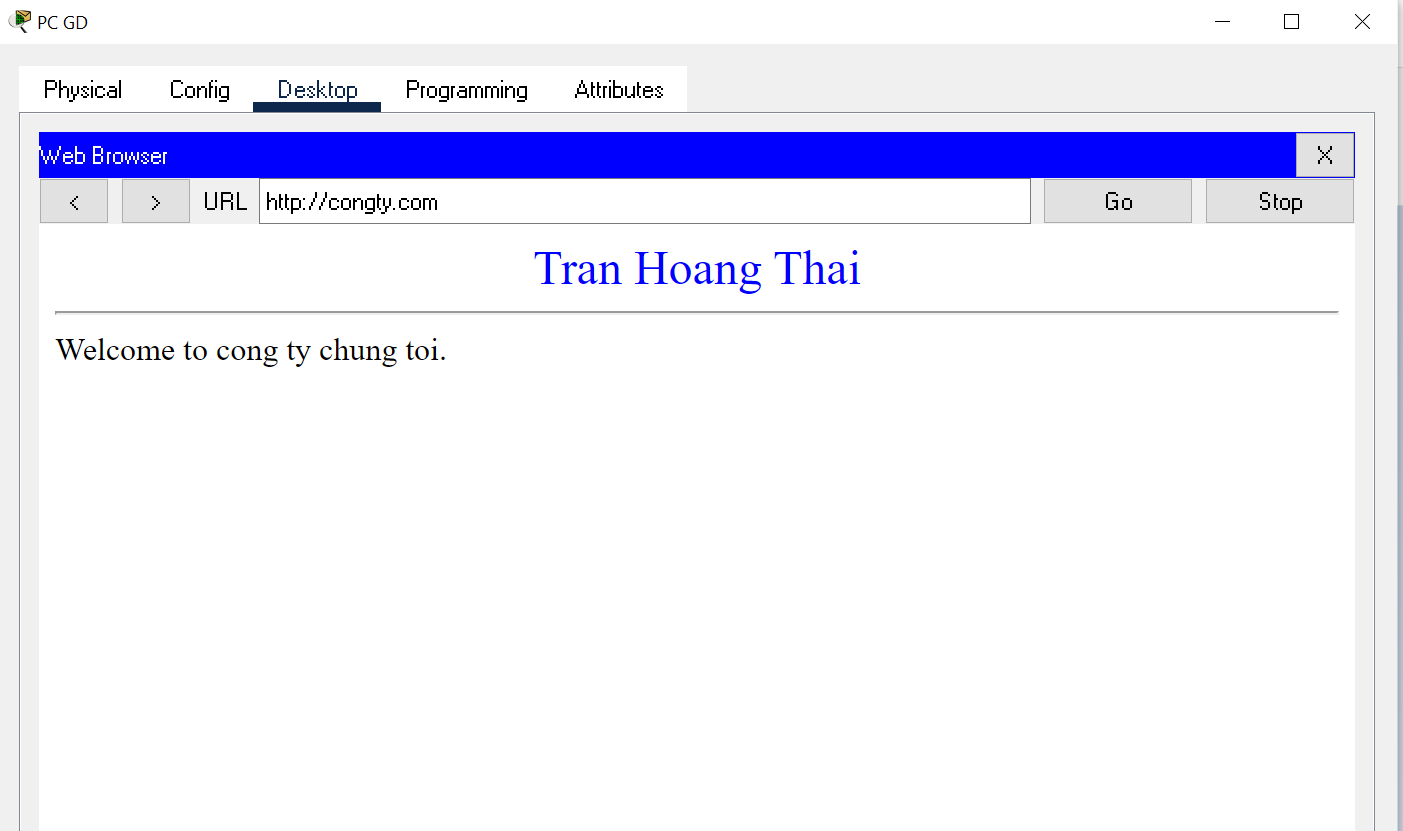 PC GD
Physical Config Desktop Programming Attributes
Web Browser X
< > URL http://congty.com Go Stop
Tran Hoang Thai
Welcome to cong ty chung toi.